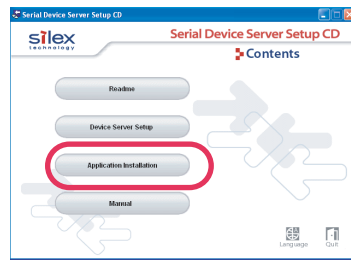 Serial Device Server Setup CD
silex
technology
Serial Device Server Setup CD
Contents
Readme
Device Server Setup
Application Installation
Manual
Language
Quit